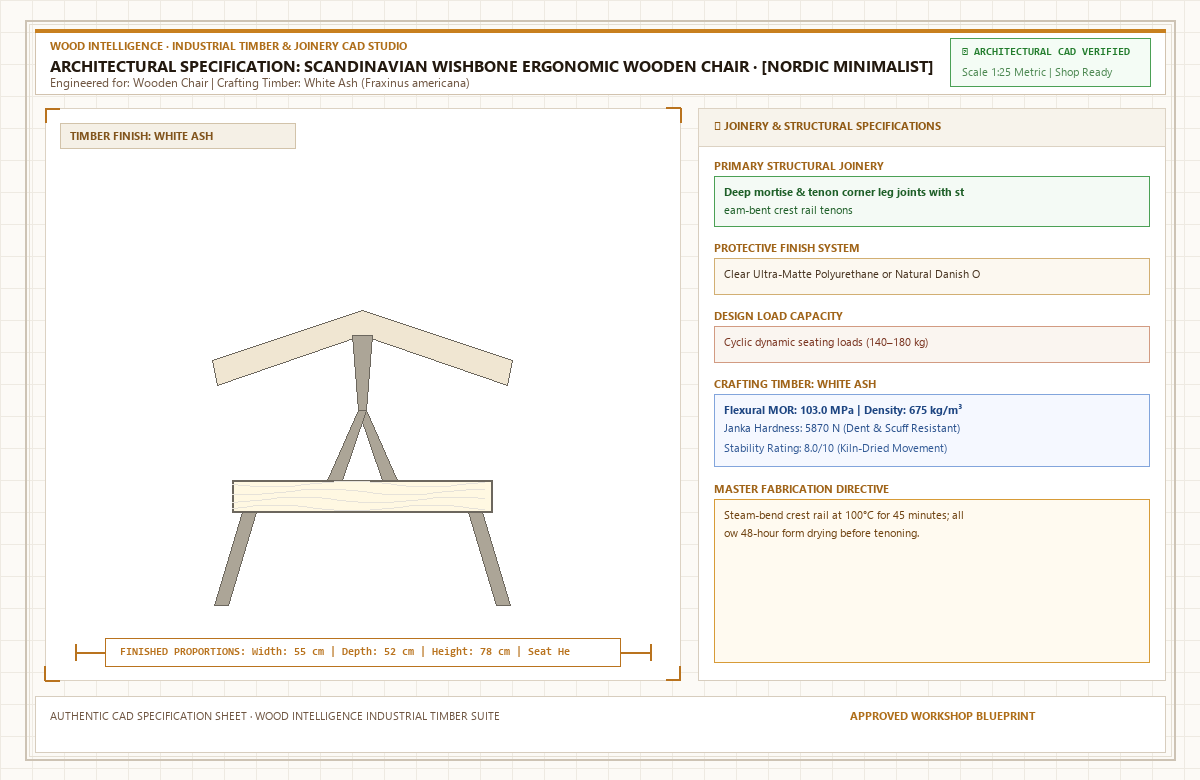 WOOD INTELLIGENCE · INDUSTRIAL TIMBER & JOINERY CAD STUDIO
ARCHITECTURAL SPECIFICATION: SCANDINAVIAN WISHBONE ERGONOMIC WOODEN CHAIR · [NORDIC MINIMALIST]
Engineered for: Wooden Chair | Crafting Timber: White Ash (Fraxinus americana)
ARCHITECTURAL CAD VERIFIED
Scale 1:25 Metric | Shop Ready
TIMBER FINISH: WHITE ASH
FINISHED PROPORTIONS: Width: 55 cm | Depth: 52 cm | Height: 78 cm | Seat He
JOINERY & STRUCTURAL SPECIFICATIONS
PRIMARY STRUCTURAL JOINERY
Deep mortise & tenon corner leg joints with st
eam-bent crest rail tenons
PROTECTIVE FINISH SYSTEM
Clear Ultra-Matte Polyurethane or Natural Danish O
DESIGN LOAD CAPACITY
Cyclic dynamic seating loads (140–180 kg)
CRAFTING TIMBER: WHITE ASH
Flexural MOR: 103.0 MPa | Density: 675 kg/m³
Janka Hardness: 5870 N (Dent & Scuff Resistant)
Stability Rating: 8.0/10 (Kiln-Dried Movement)
MASTER FABRICATION DIRECTIVE
Steam-bend crest rail at 100°C for 45 minutes; all
ow 48-hour form drying before tenoning.
AUTHENTIC CAD SPECIFICATION SHEET · WOOD INTELLIGENCE INDUSTRIAL TIMBER SUITE
APPROVED WORKSHOP BLUEPRINT